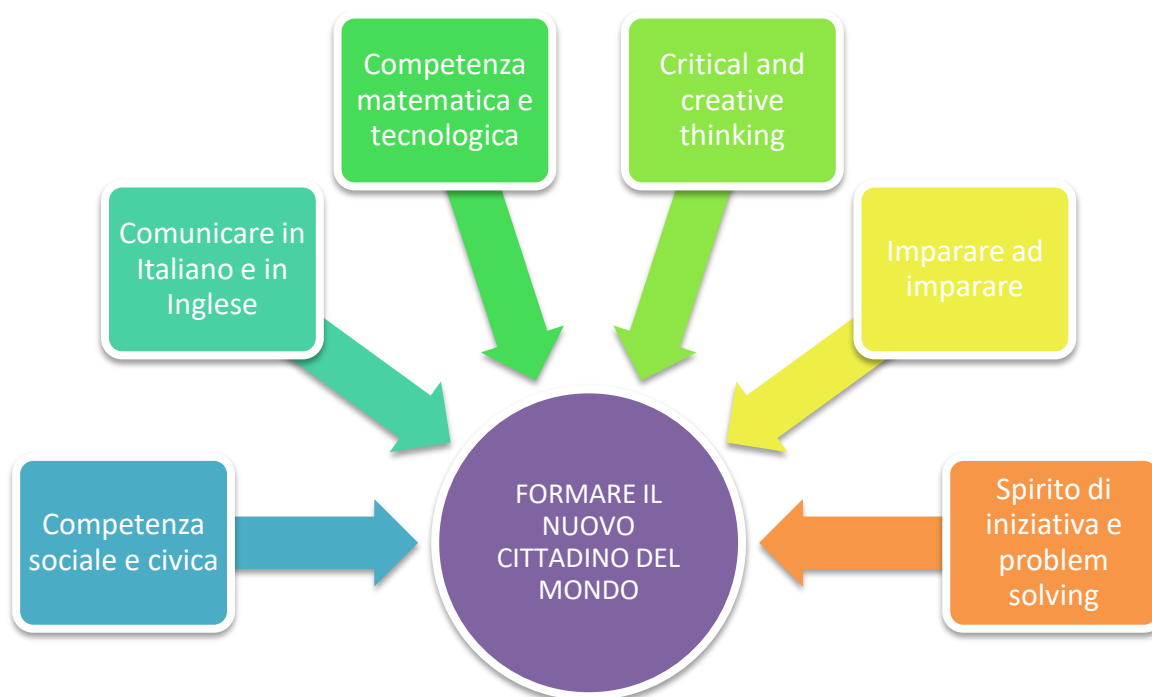 Competenza
matematica e
tecnologica
Critical and
creative
thinking
Comunicare in
Italiano e in
Inglese
Imparare ad
imparare
Competenza
sociale e civica
FORMARE IL
NUOVO
CITTADINO DEL
MONDO
Spirito di
iniziativa e
problem
solving